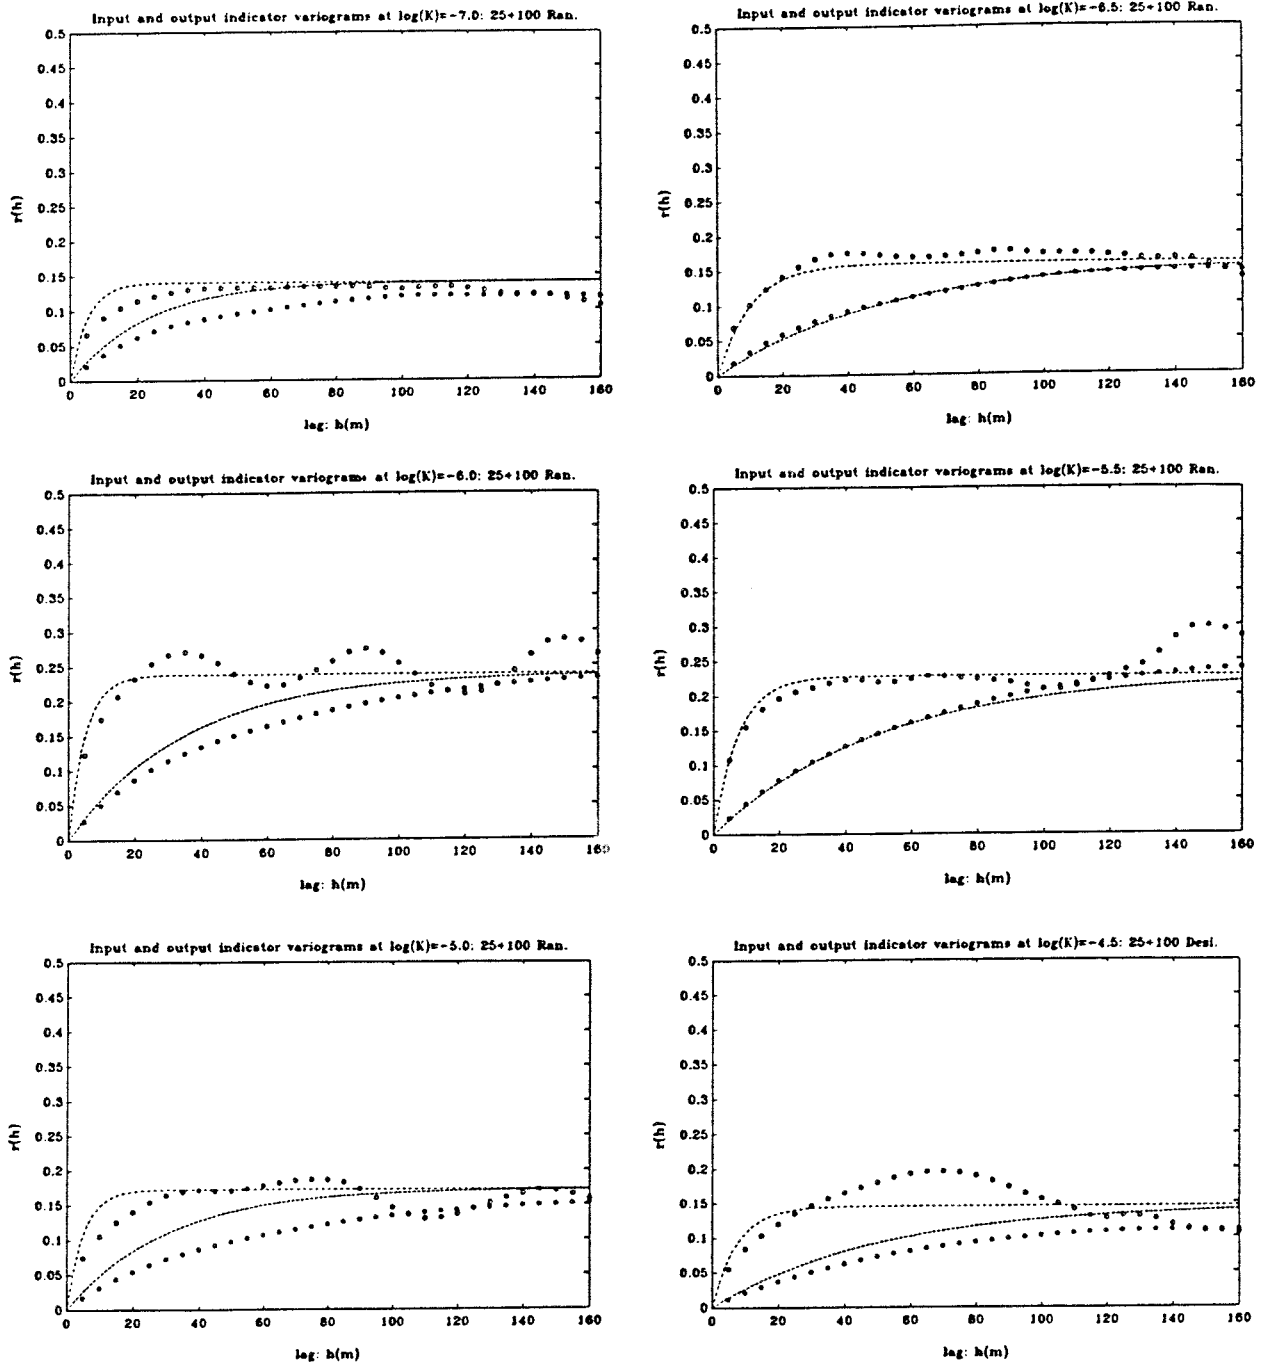 Input and output indicator variograms at log(K)=-7.0: 25+100 Ran.
0.5
0.45
0.4
0.35
0.3
0.25
0.2
0.15
0.1
0.05
0
r(h)
0 20 40 60 80 100 120 140 160
lag: h(m)
Input and output indicator variograms at log(K)=-6.5: 25+100 Ran.
0.5
0.45
0.4
0.35
0.3
0.25
0.2
0.15
0.1
0.05
0
r(h)
0 20 40 60 80 100 120 140 160
lag: h(m)
Input and output indicator variograms at log(K)=-6.0: 25+100 Ran.
0.5
0.45
0.4
0.35
0.3
0.25
0.2
0.15
0.1
0.05
0
r(h)
0 20 40 60 80 100 120 140 160
lag: h(m)
Input and output indicator variograms at log(K)=-5.5: 25+100 Ran.
0.5
0.45
0.4
0.35
0.3
0.25
0.2
0.15
0.1
0.05
0
r(h)
0 20 40 60 80 100 120 140 160
lag: h(m)
Input and output indicator variograms at log(K)=-5.0: 25+100 Ran.
0.5
0.45
0.4
0.35
0.3
0.25
0.2
0.15
0.1
0.05
0
r(h)
0 20 40 60 80 100 120 140 160
lag: h(m)
Input and output indicator variograms at log(K)=-4.5: 25+100 Desi.
0.5
0.45
0.4
0.35
0.3
0.25
0.2
0.15
0.1
0.05
0
r(h)
0 20 40 60 80 100 120 140 160
lag: h(m)